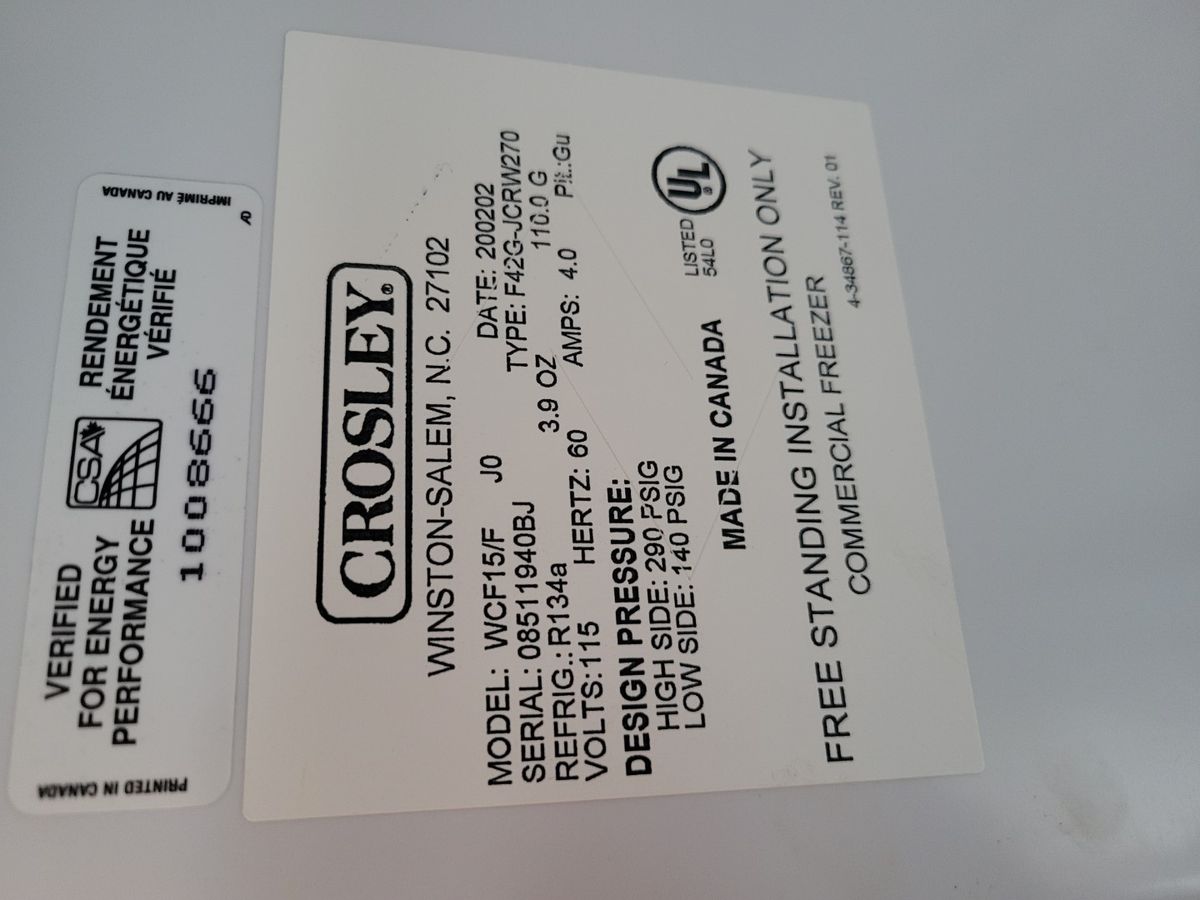 PRINTED IN CANADA
VERIFIED
FOR ENERGY
PERFORMANCE
CSA
RENDEMENT
ÉNERGÉTIQUE
VÉRIFIÉ
IMPRIMÉ AU CANADA
1008666
CROSLEY®
WINSTON-SALEM, N.C. 27102
MODEL: WCF15/F J0 DATE: 200202
SERIAL: 08511940BJ TYPE: F42G-JCRW270
REFRIG.: R134a 3.9 OZ 110.0 G
VOLTS:115 HERTZ: 60 AMPS: 4.0 Pit.:Gu
DESIGN PRESSURE:
HIGH SIDE: 290 PSIG
LOW SIDE: 140 PSIG
LISTED
54L0
UL
MADE IN CANADA
FREE STANDING INSTALLATION ONLY
COMMERCIAL FREEZER
4-34867-114 REV. 01